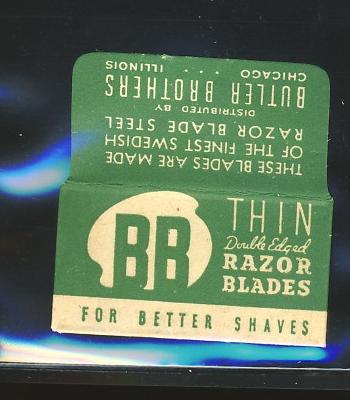 THESE BLADES ARE MADE
OF THE FINEST SWEDISH
RAZOR BLADE STEEL
DISTRIBUTED BY
BUTLER BROTHERS
CHICAGO . . . . ILLINOIS
BB
THIN
Double Edged
RAZOR
BLADES
FOR BETTER SHAVES